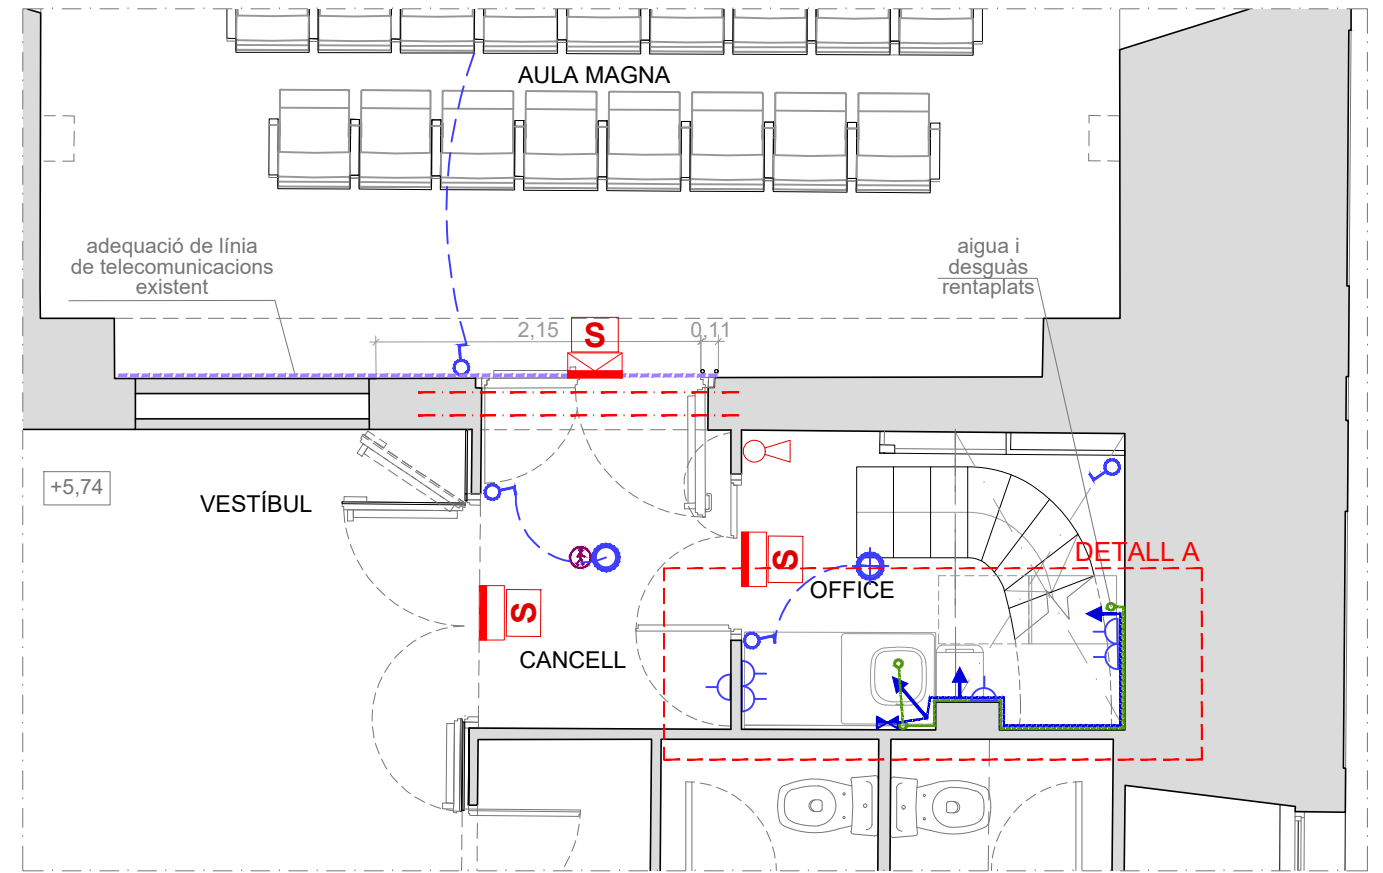 AULA MAGNA
adequació de línia
de telecomunicacions
existent
aigua i
desguàs
rentaplats
2,15
S
0,11
+5,74
VESTÍBUL
DETALL A
S
OFFICE
S
CANCELL